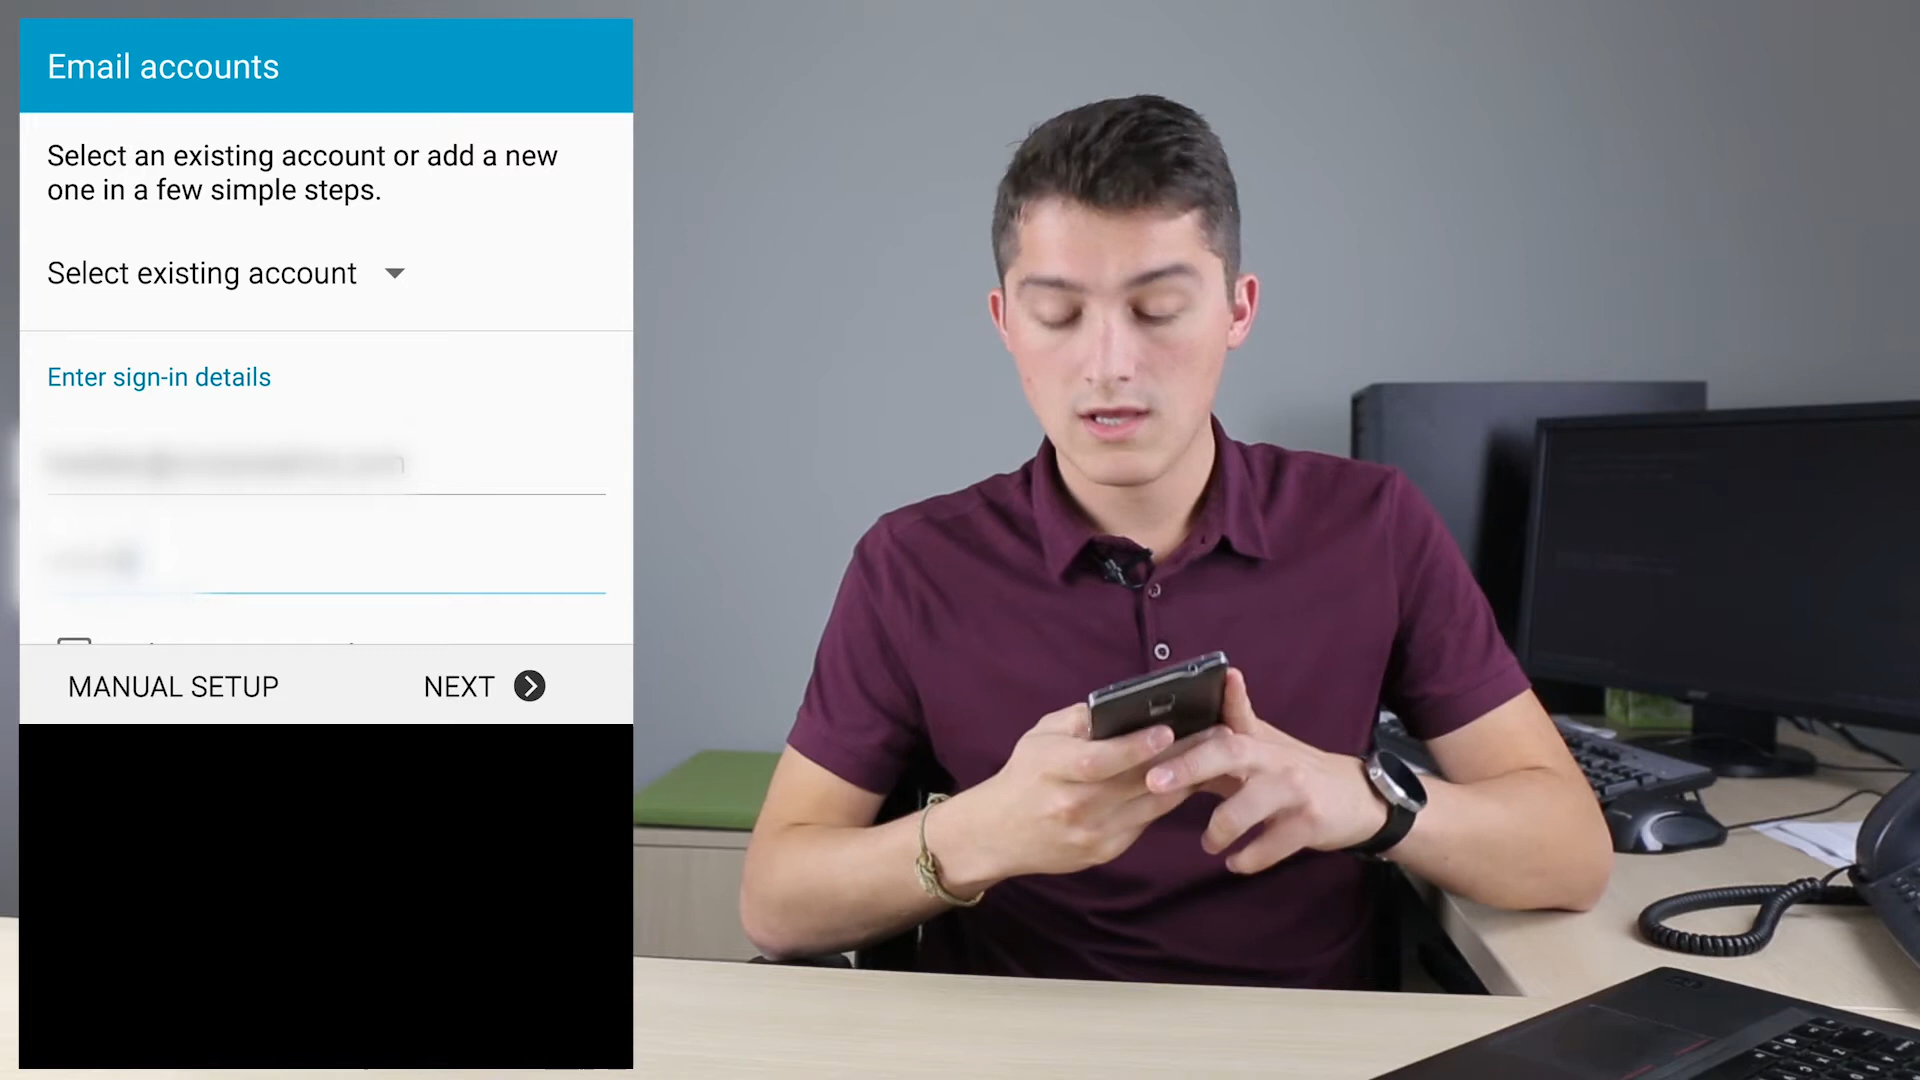 Email accounts
Select an existing account or add a new
one in a few simple steps.
Select existing account
Enter sign-in details
MANUAL SETUP
NEXT